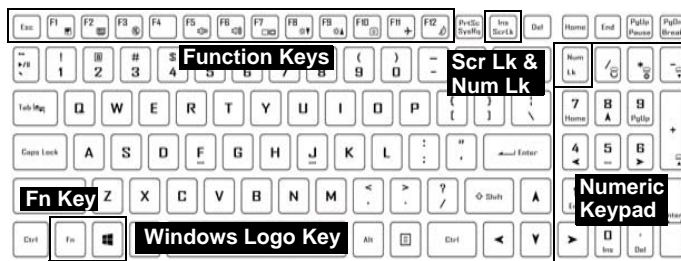 Esc F1 F2 F3 F4 F5 F6 F7 F8 F9 F10 F11 F12 PrtSc SysRq Ins ScrLk Del Home End PgUp Pause PgDn Break
Function Keys
Scr Lk &
Num Lk
! 1 @ 2 # 3 $ 4 5 6 7 8 ( 9 ) 0 - Num Lk / * -
Tab Q W E R T Y U I O P { [ } ] | \ 7 Home 8 9 PgUp +
Caps Lock A S D F G H J K L : ; " ' Enter 4 5 6
Fn Key
Z X C V B N M < , > . ? / Shift
Numeric
Keypad
Ctrl Fn
Windows Logo Key
Alt Ctrl 0 Ins . Del